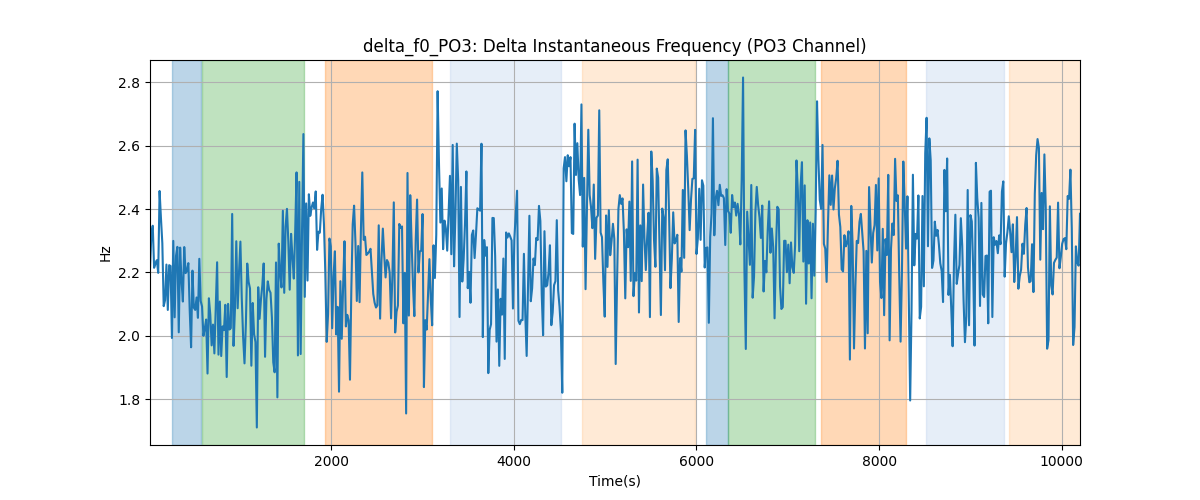 delta_f0_PO3: Delta Instantaneous Frequency (PO3 Channel)
2.8
2.6
2.4
2.2
2.0
1.8
Hz
2000 4000 6000 8000 10000
Time(s)